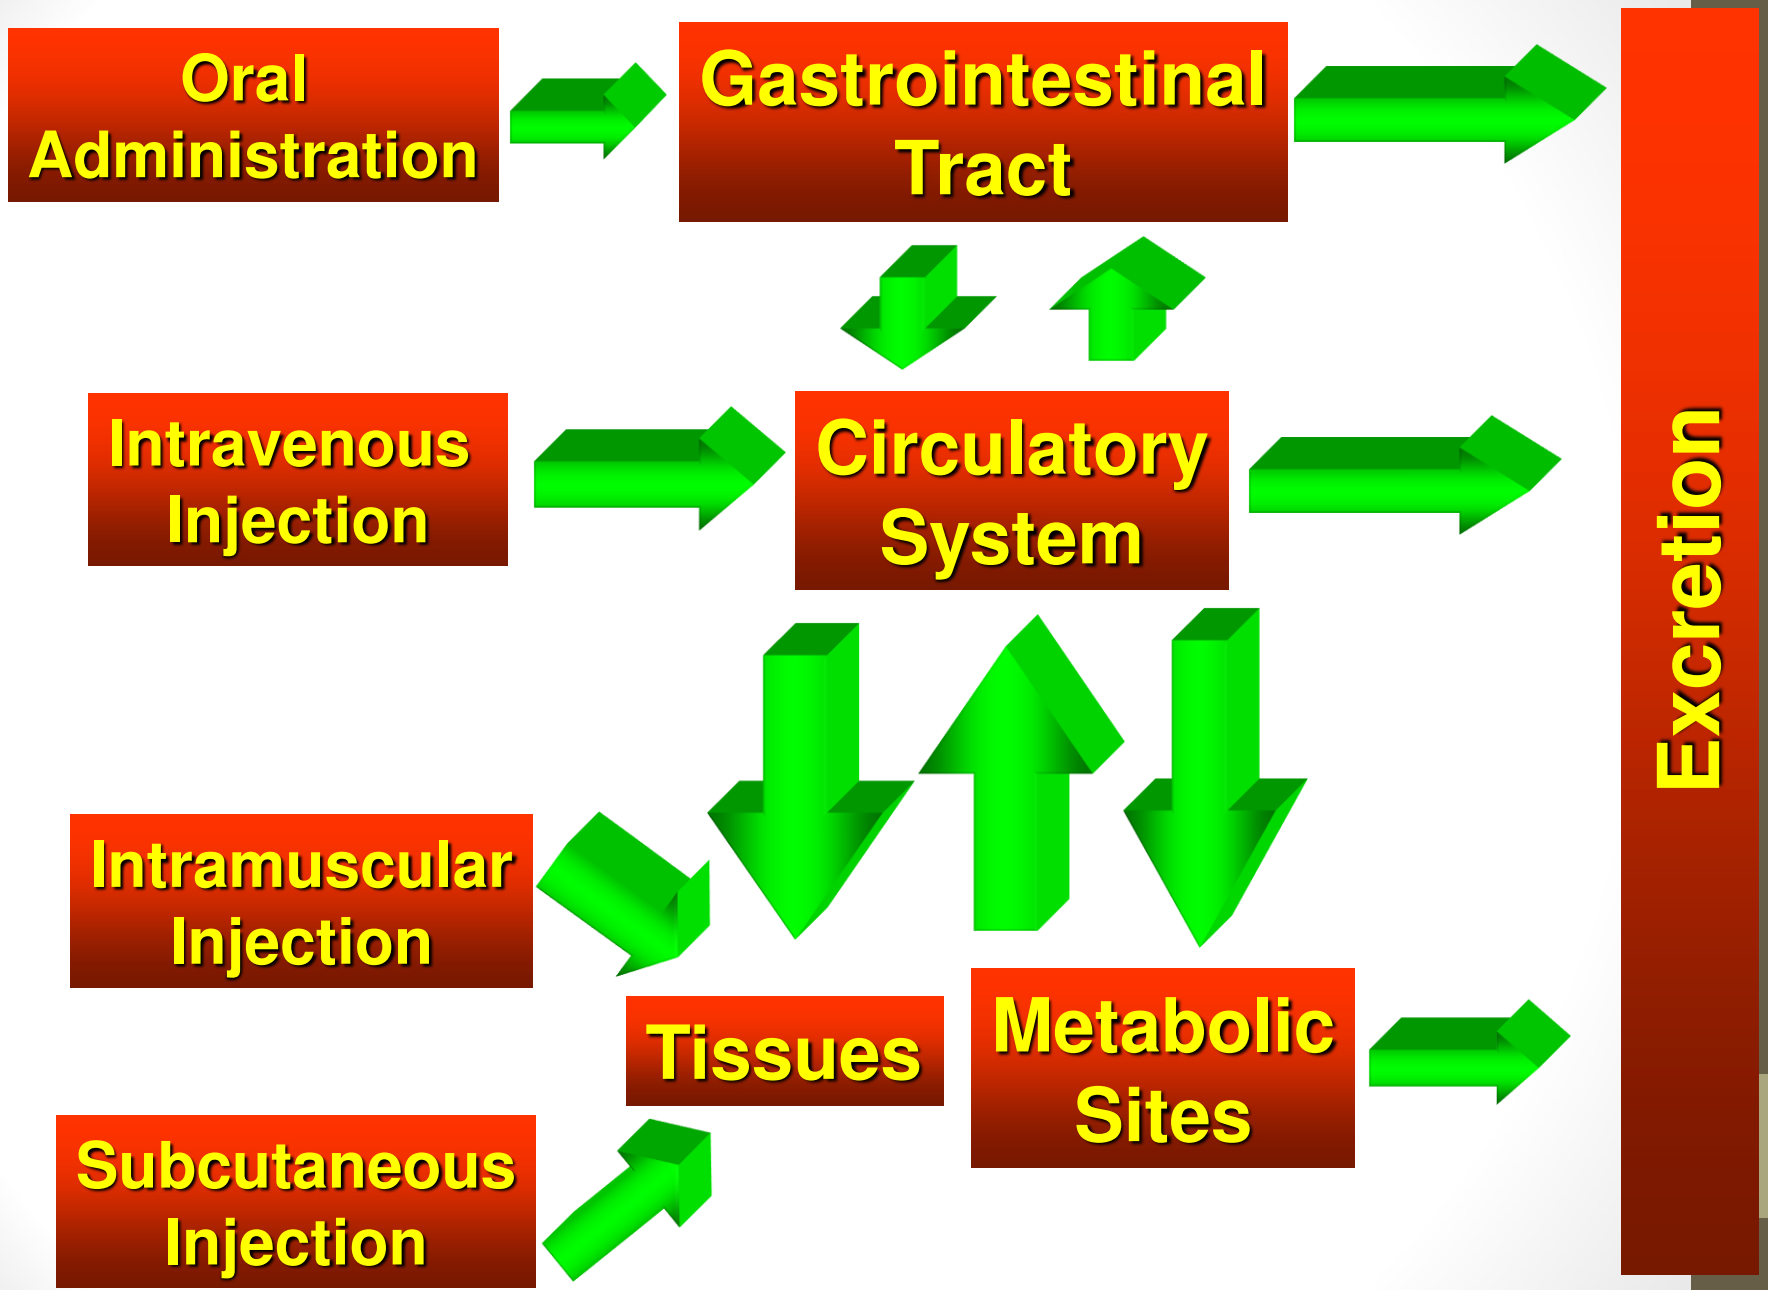 Oral
Administration
Gastrointestinal
Tract
Intravenous
Injection
Circulatory
System
Excretion
Intramuscular
Injection
Tissues
Metabolic
Sites
Subcutaneous
Injection